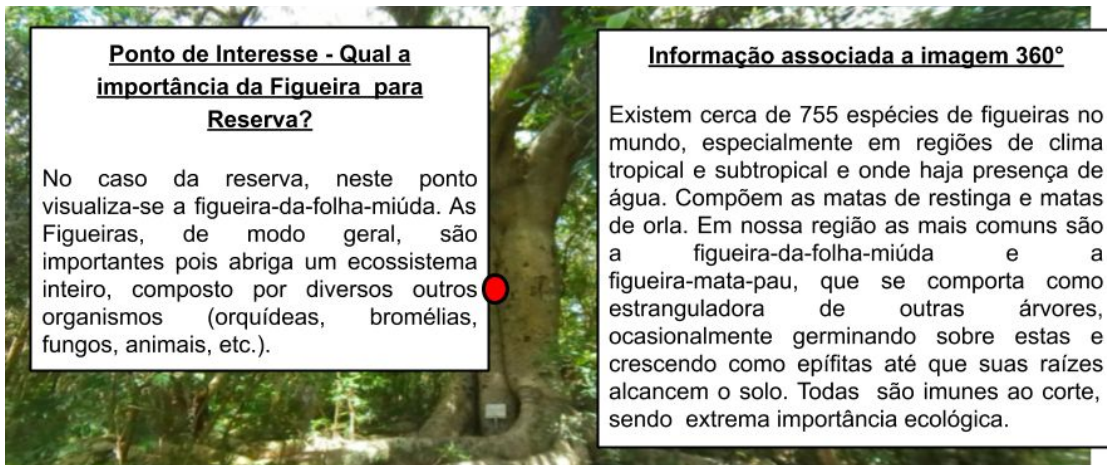 Ponto de Interesse - Qual a
importância da Figueira para
Reserva?
No caso da reserva, neste ponto
visualiza-se a figueira-da-folha-miúda. As
Figueiras, de modo geral, são
importantes pois abriga um ecossistema
inteiro, composto por diversos outros
organismos (orquídeas, bromélias,
fungos, animais, etc.).
Informação associada a imagem 360°
Existem cerca de 755 espécies de figueiras no
mundo, especialmente em regiões de clima
tropical e subtropical e onde haja presença de
água. Compõem as matas de restinga e matas
de orla. Em nossa região as mais comuns são
a figueira-da-folha-miúda e a
figueira-mata-pau, que se comporta como
estranguladora de outras árvores,
ocasionalmente germinando sobre estas e
crescendo como epífitas até que suas raízes
alcancem o solo. Todas são imunes ao corte,
sendo extrema importância ecológica.